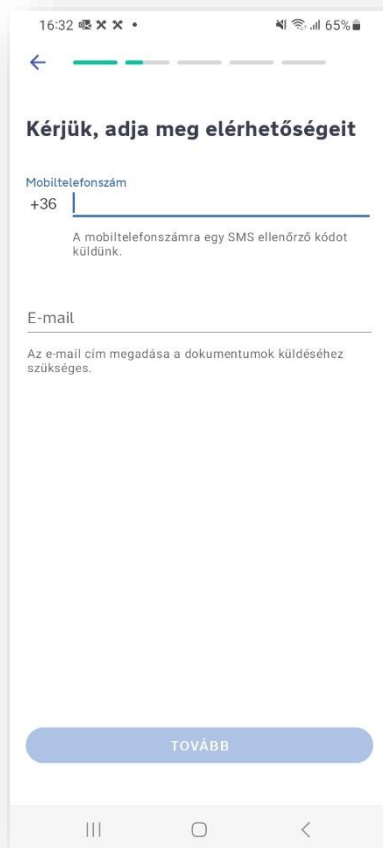 16:32
65%
Kérjük, adja meg elérhetőségeit
Mobiltelefonszám
+36
A mobiltelefonszámra egy SMS ellenőrző kódot
küldünk.
E-mail
Az e-mail cím megadása a dokumentumok küldéséhez
szükséges.
TOVÁBB